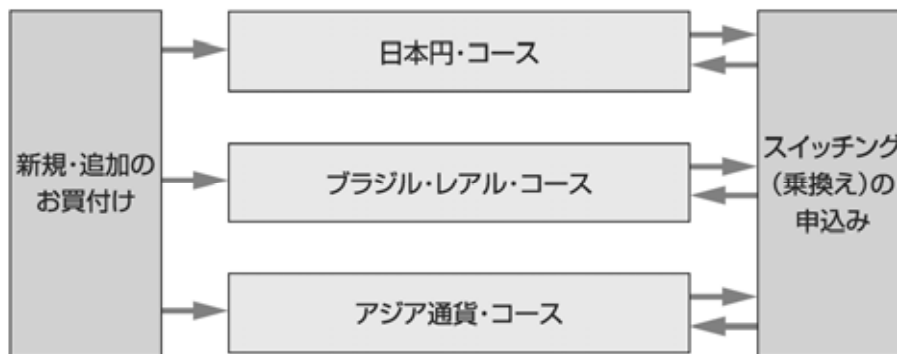 新規・追加の
お買付け
日本円・コース
ブラジル・レアル・コース
アジア通貨・コース
スイッチング
(乗換え)の
申込み